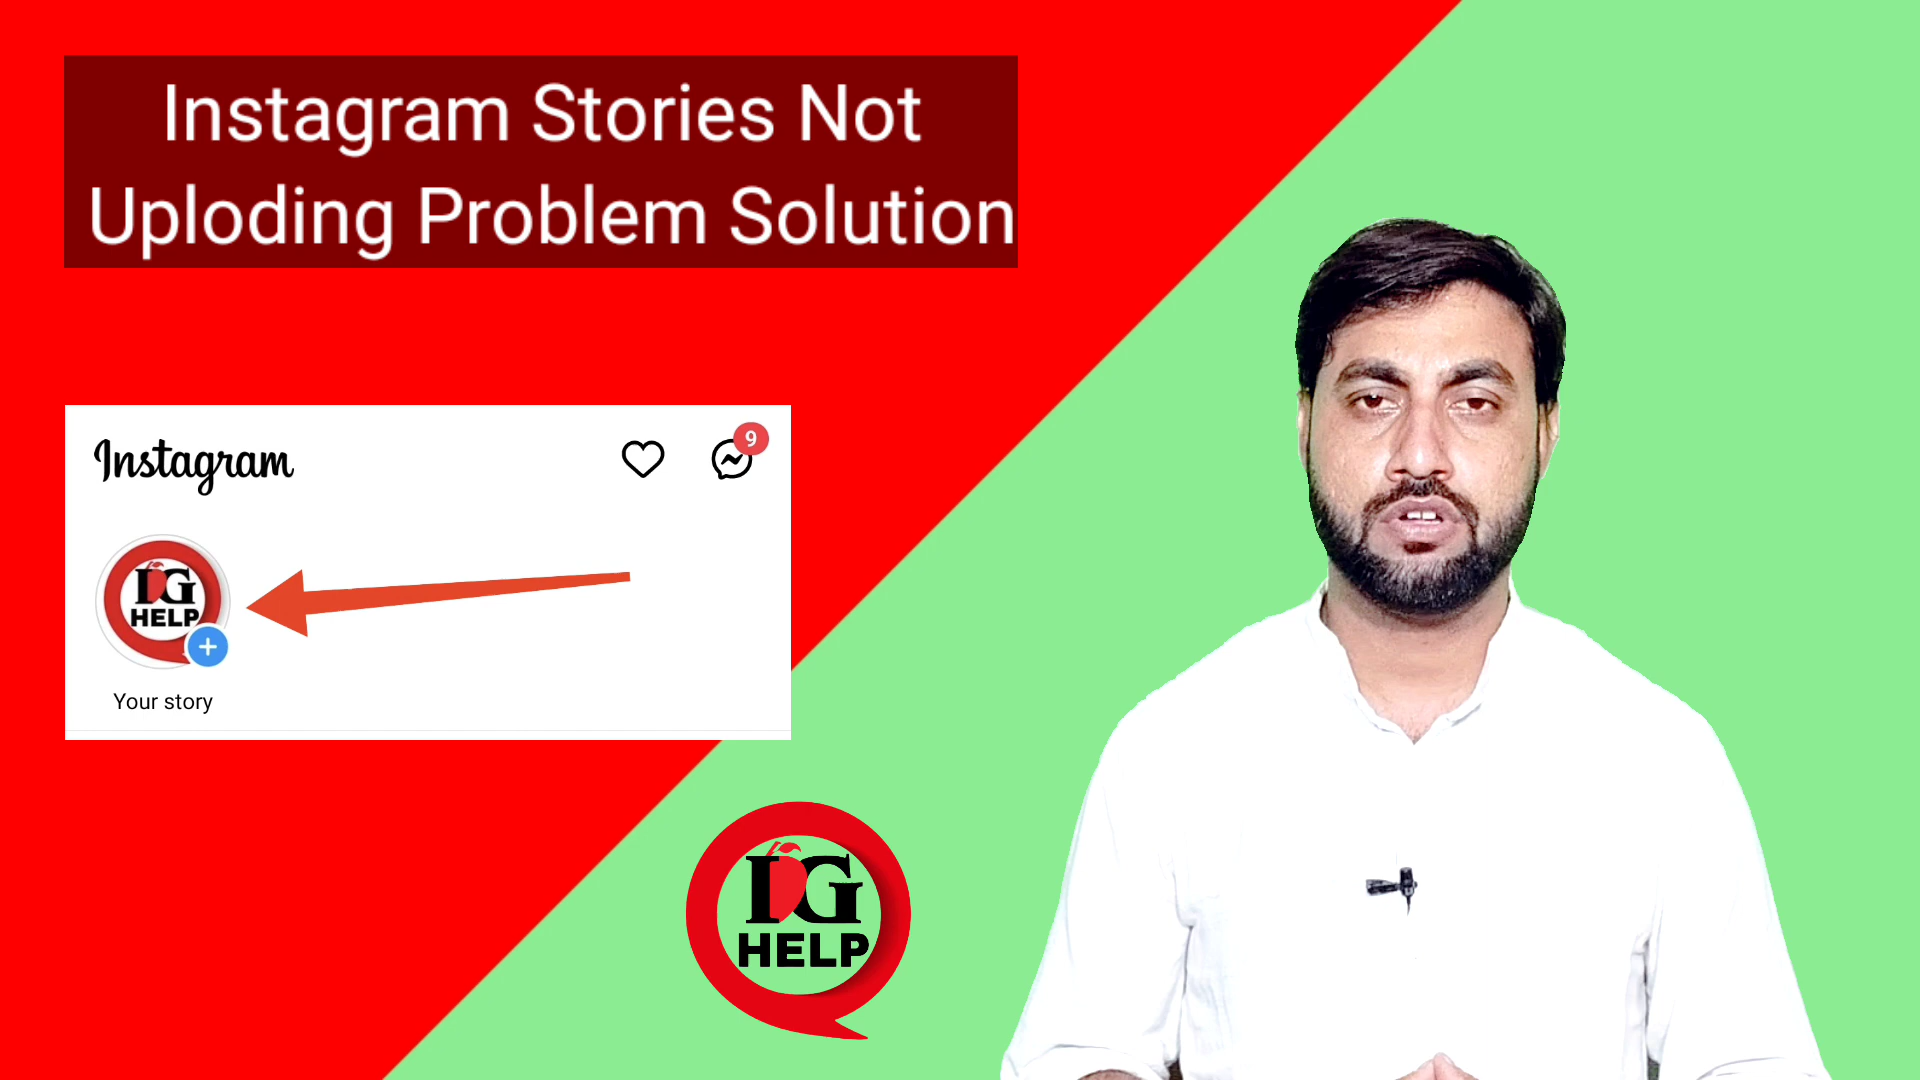 Instagram Stories Not
Uploding Problem Solution
Instagram
9
IG
HELP
Your story
IG
HELP